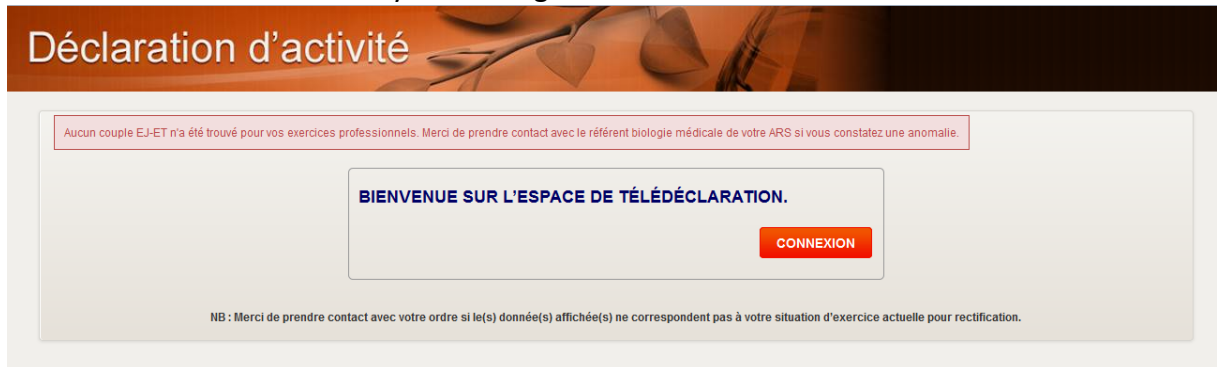 Déclaration d'activité
Aucun couple EJ-ET n'a été trouvé pour vos exercices professionnels. Merci de prendre contact avec le référent biologie médicale de votre ARS si vous constatez une anomalie.
BIENVENUE SUR L'ESPACE DE TÉLÉDÉCLARATION.
CONNEXION
NB : Merci de prendre contact avec votre ordre si le(s) donnée(s) affichée(s) ne correspondent pas à votre situation d'exercice actuelle pour rectification.